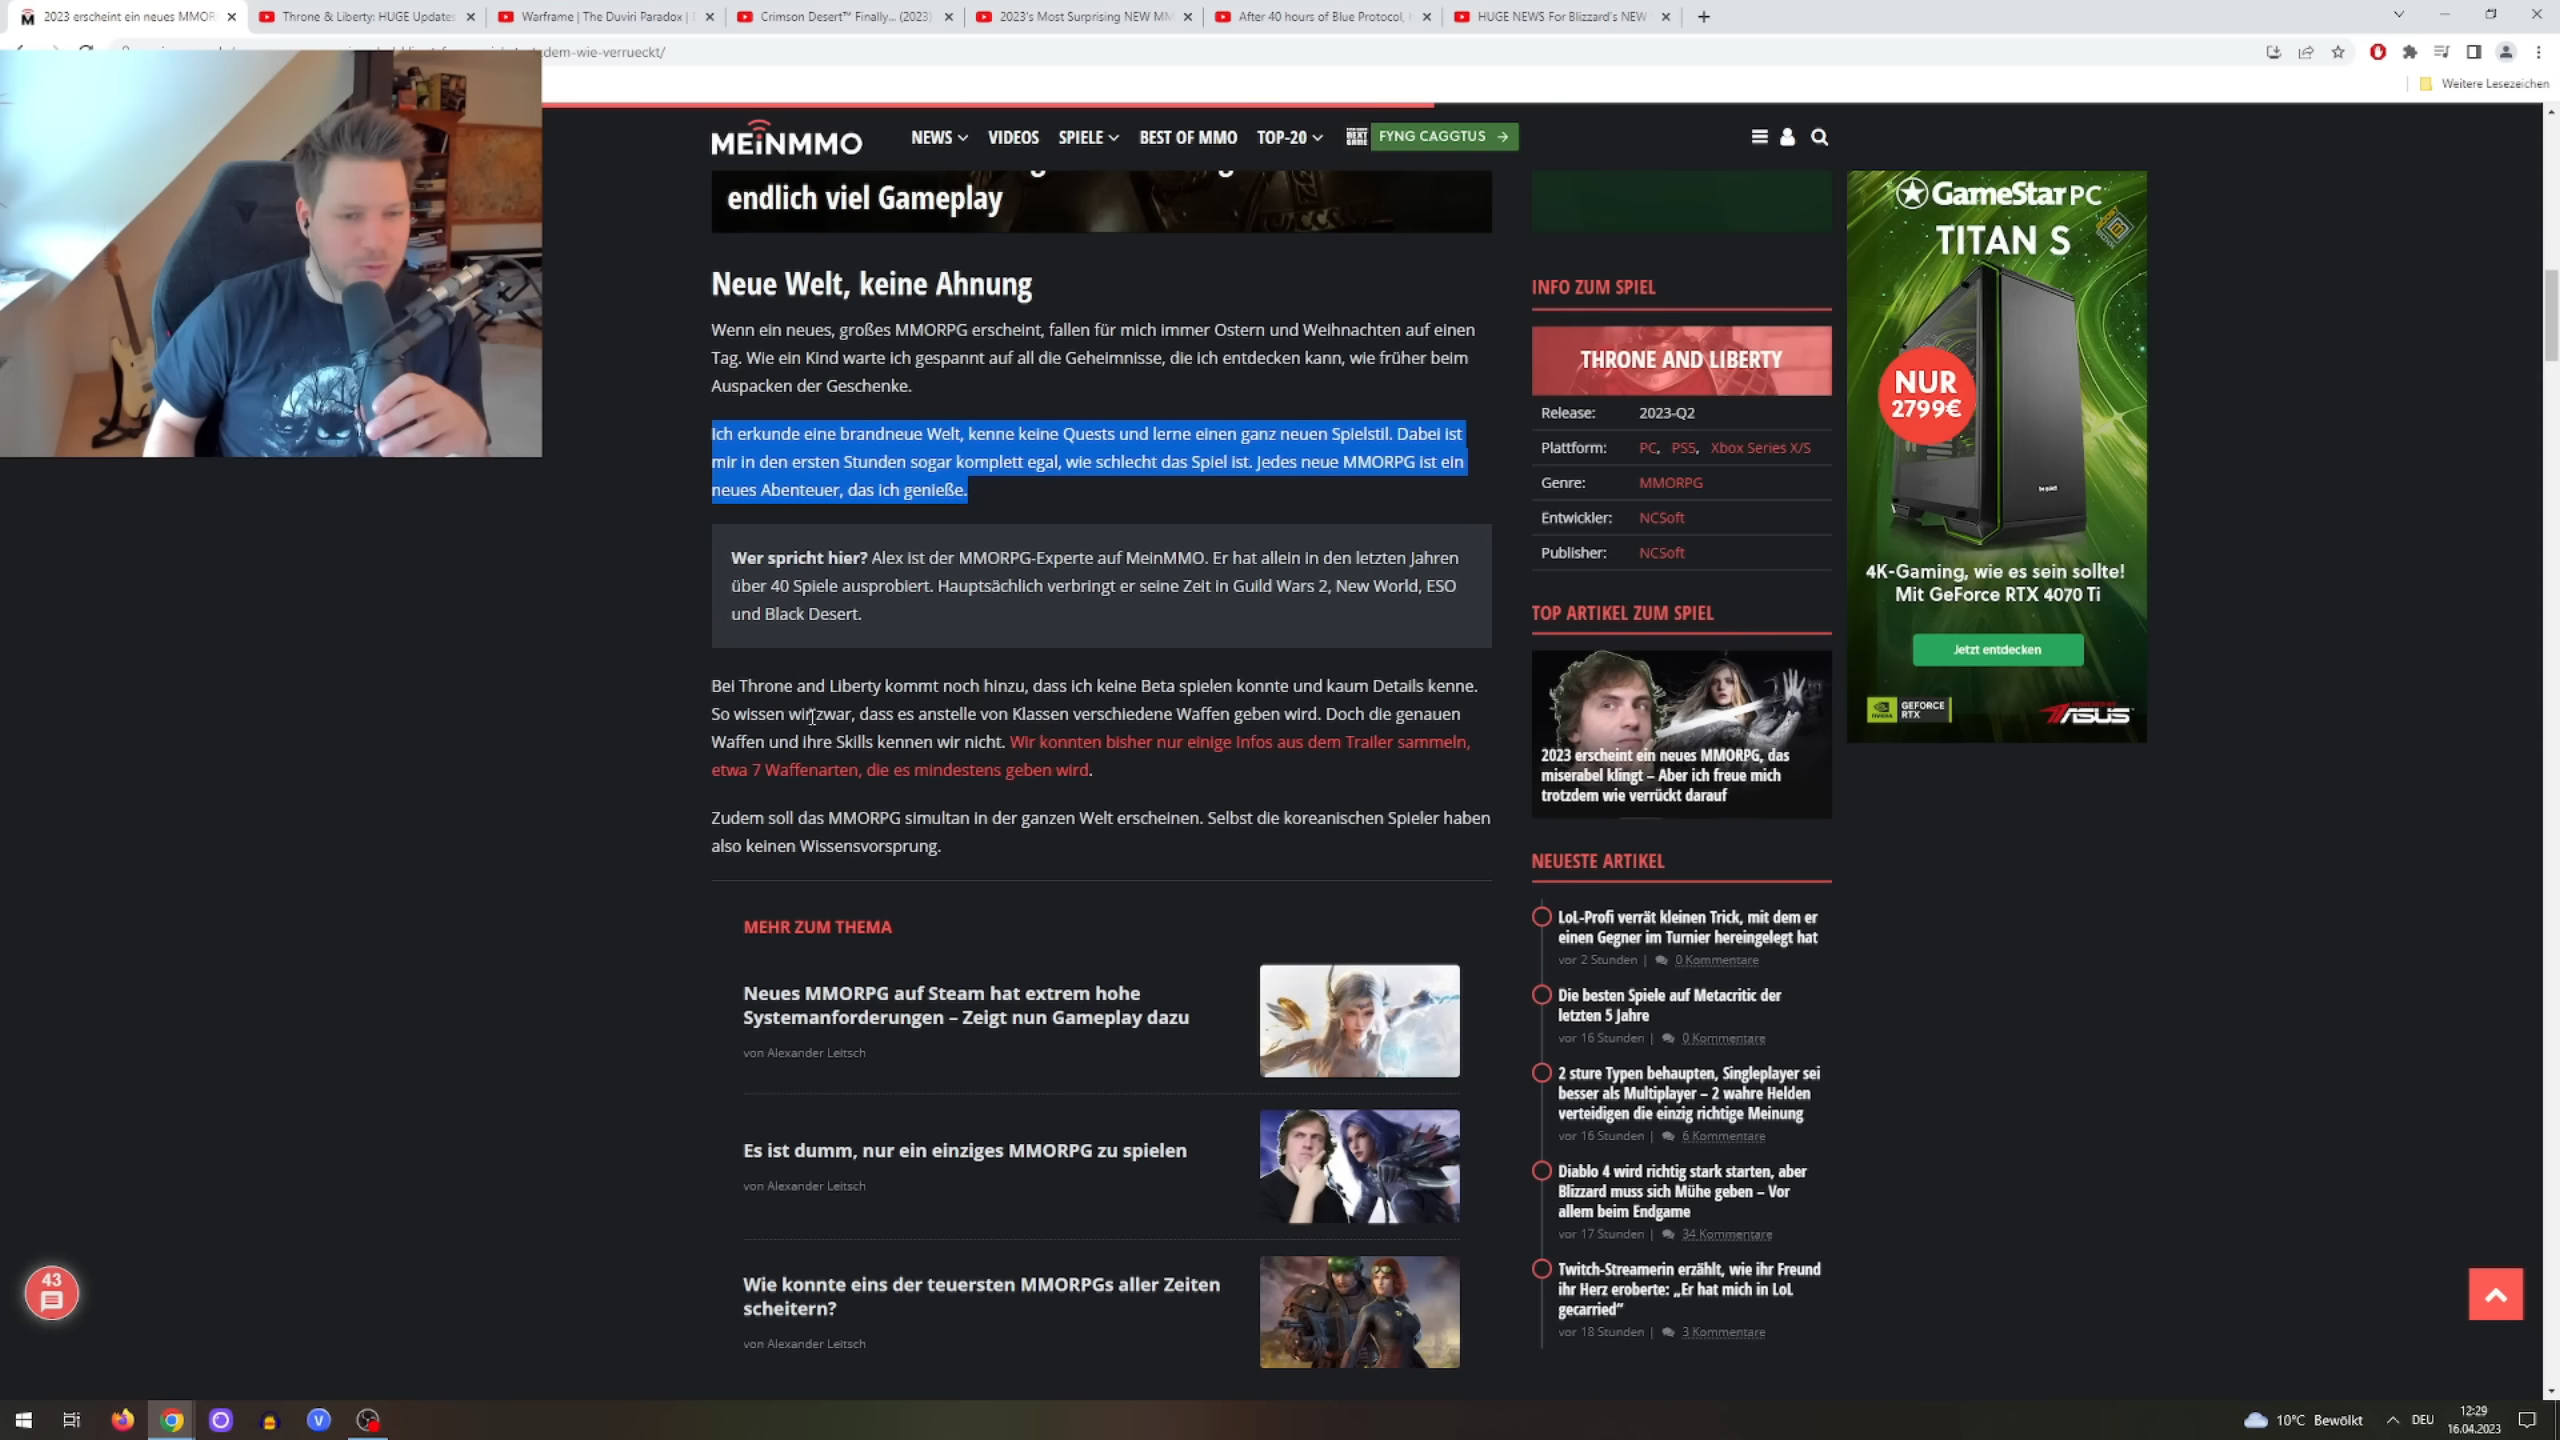 2023 erscheint ein neues MMOR
Throne & Liberty: HUGE Updates
Warframe | The Duviri Paradox |
Crimson Desert™ Finally... (2023)
2023's Most Surprising NEW MM
After 40 hours of Blue Protocol,
HUGE NEWS For Blizzard's NEW
dem-wie-verrueckt/
Weitere Lesezeichen
MEiNMMO
NEWS
VIDEOS
SPIELE
BEST OF MMO
TOP-20
FYNG CAGGTUS →
endlich viel Gameplay
Neue Welt, keine Ahnung
Wenn ein neues, großes MMORPG erscheint, fallen für mich immer Ostern und Weihnachten auf einen
Tag. Wie ein Kind warte ich gespannt auf all die Geheimnisse, die ich entdecken kann, wie früher beim
Auspacken der Geschenke.
Ich erkunde eine brandneue Welt, kenne keine Quests und lerne einen ganz neuen Spielstil. Dabei ist
mir in den ersten Stunden sogar komplett egal, wie schlecht das Spiel ist. Jedes neue MMORPG ist ein
neues Abenteuer, das ich genieße.
Wer spricht hier? Alex ist der MMORPG-Experte auf MeinMMO. Er hat allein in den letzten Jahren
über 40 Spiele ausprobiert. Hauptsächlich verbringt er seine Zeit in Guild Wars 2, New World, ESO
und Black Desert.
Bei Throne and Liberty kommt noch hinzu, dass ich keine Beta spielen konnte und kaum Details kenne.
So wissen wir zwar, dass es anstelle von Klassen verschiedene Waffen geben wird. Doch die genauen
Waffen und ihre Skills kennen wir nicht. Wir konnten bisher nur einige Infos aus dem Trailer sammeln,
etwa 7 Waffenarten, die es mindestens geben wird.
Zudem soll das MMORPG simultan in der ganzen Welt erscheinen. Selbst die koreanischen Spieler haben
also keinen Wissensvorsprung.
MEHR ZUM THEMA
Neues MMORPG auf Steam hat extrem hohe
Systemanforderungen – Zeigt nun Gameplay dazu
von Alexander Leitsch
Es ist dumm, nur ein einziges MMORPG zu spielen
von Alexander Leitsch
Wie konnte eins der teuersten MMORPGs aller Zeiten
scheitern?
von Alexander Leitsch
INFO ZUM SPIEL
THRONE AND LIBERTY
Release: 2023-Q2
Plattform: PC, PS5, Xbox Series X/S
Genre: MMORPG
Entwickler: NCSoft
Publisher: NCSoft
TOP ARTIKEL ZUM SPIEL
2023 erscheint ein neues MMORPG, das
miserabel klingt – Aber ich freue mich
trotzdem wie verrückt darauf
NEUESTE ARTIKEL
LoL-Profi verrät kleinen Trick, mit dem er
einen Gegner im Turnier hereingelegt hat
vor 2 Stunden | 0 Kommentare
Die besten Spiele auf Metacritic der
letzten 5 Jahre
vor 16 Stunden | 0 Kommentare
2 sture Typen behaupten, Singleplayer sei
besser als Multiplayer – 2 wahre Helden
verteidigen die einzig richtige Meinung
vor 16 Stunden | 6 Kommentare
Diablo 4 wird richtig stark starten, aber
Blizzard muss sich Mühe geben – Vor
allem beim Endgame
vor 17 Stunden | 34 Kommentare
Twitch-Streamerin erzählt, wie ihr Freund
ihr Herz eroberte: „Er hat mich in LoL
gecarried“
vor 18 Stunden | 3 Kommentare
GameStar PC
TITAN S
NUR
2799€
be quiet!
4K-Gaming, wie es sein sollte!
Mit GeForce RTX 4070 Ti
Jetzt entdecken
NVIDIA
GEFORCE
RTX
POWERED BY
ASUS
43
10°C Bewölkt
DEU
12:29
16.04.2023